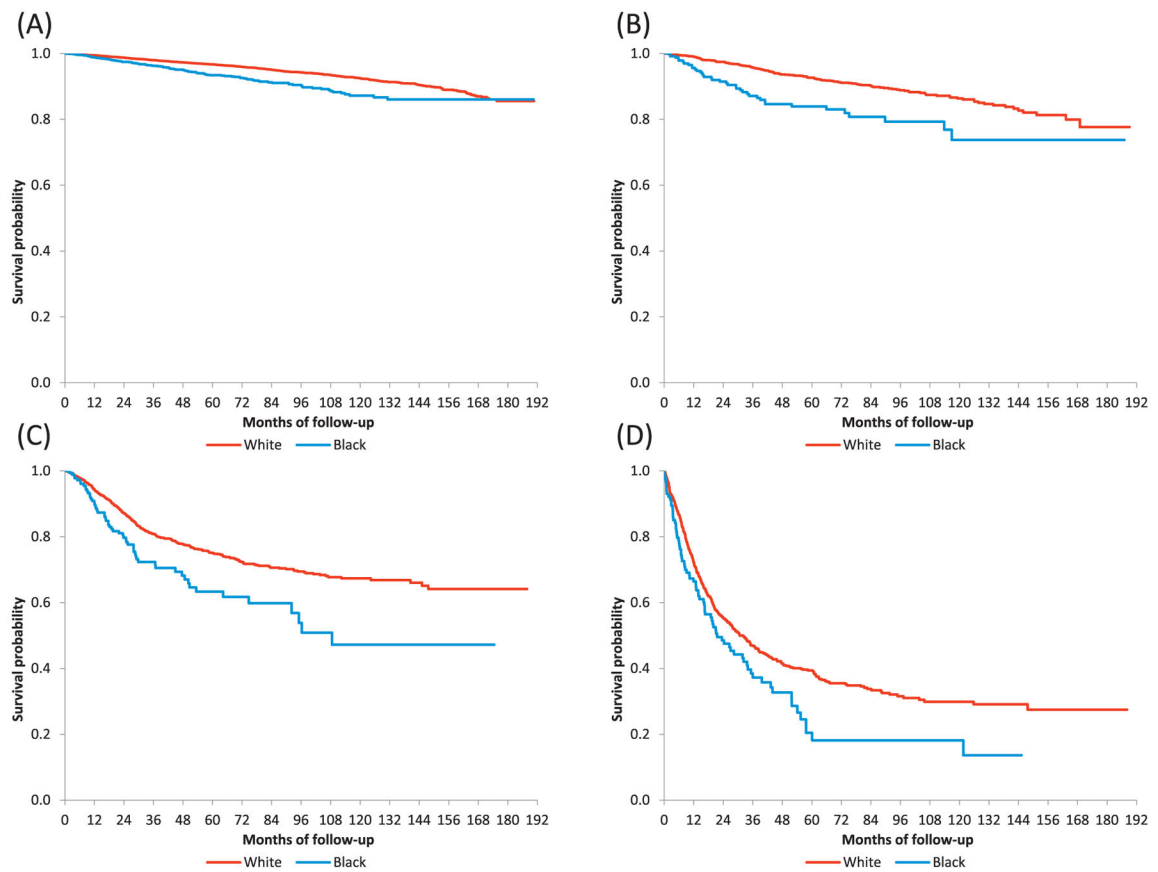 (A)
1.0
0.8
0.6
0.4
0.2
0.0
Survival probability
0 12 24 36 48 60 72 84 96 108 120 132 144 156 168 180 192
Months of follow-up
White Black
(B)
1.0
0.8
0.6
0.4
0.2
0.0
Survival probability
0 12 24 36 48 60 72 84 96 108 120 132 144 156 168 180 192
Months of follow-up
White Black
(C)
1.0
0.8
0.6
0.4
0.2
0.0
Survival probability
0 12 24 36 48 60 72 84 96 108 120 132 144 156 168 180 192
Months of follow-up
White Black
(D)
1.0
0.8
0.6
0.4
0.2
0.0
Survival probability
0 12 24 36 48 60 72 84 96 108 120 132 144 156 168 180 192
Months of follow-up
White Black